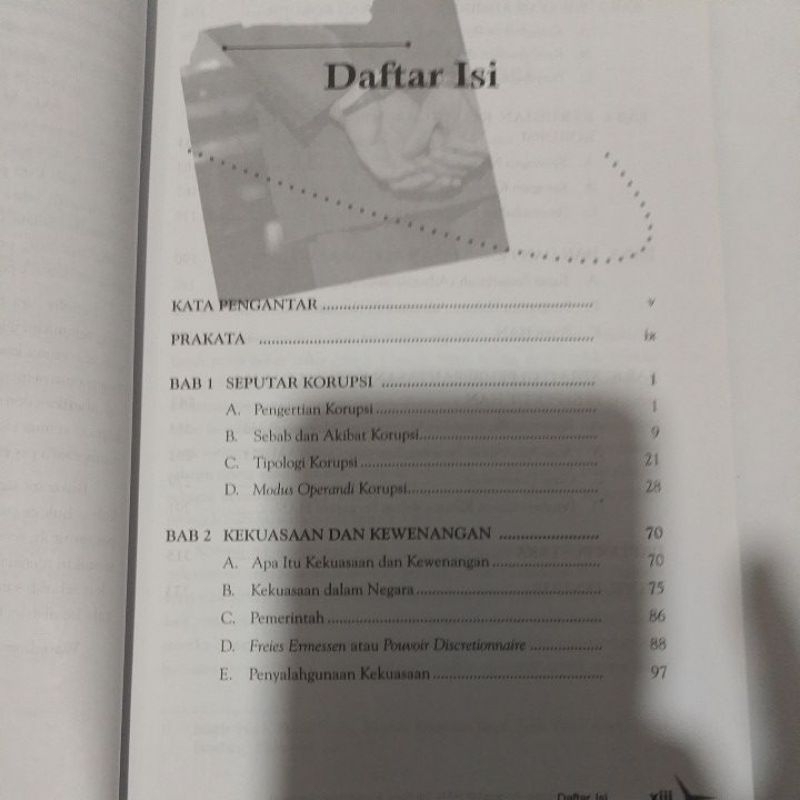 Daftar Isi
KATA PENGANTAR ........................................................ v
PRAKATA ........................................................ ix
BAB 1 SEPUTAR KORUPSI ........................................................ 1
A. Pengertian Korupsi ........................................................ 1
B. Sebab dan Akibat Korupsi ........................................................ 9
C. Tipologi Korupsi ........................................................ 21
D. Modus Operandi Korupsi ........................................................ 28
BAB 2 KEKUASAAN DAN KEWENANGAN ........................ 70
A. Apa Itu Kekuasaan dan Kewenangan ........................ 70
B. Kekuasaan dalam Negara ........................................ 75
C. Pemerintah ........................................................ 86
D. Freies Ermessen atau Pouvoir Discretionnaire .................. 88
E. Penyalahgunaan Kekuasaan ........................................ 97
Daftar Isi xiii